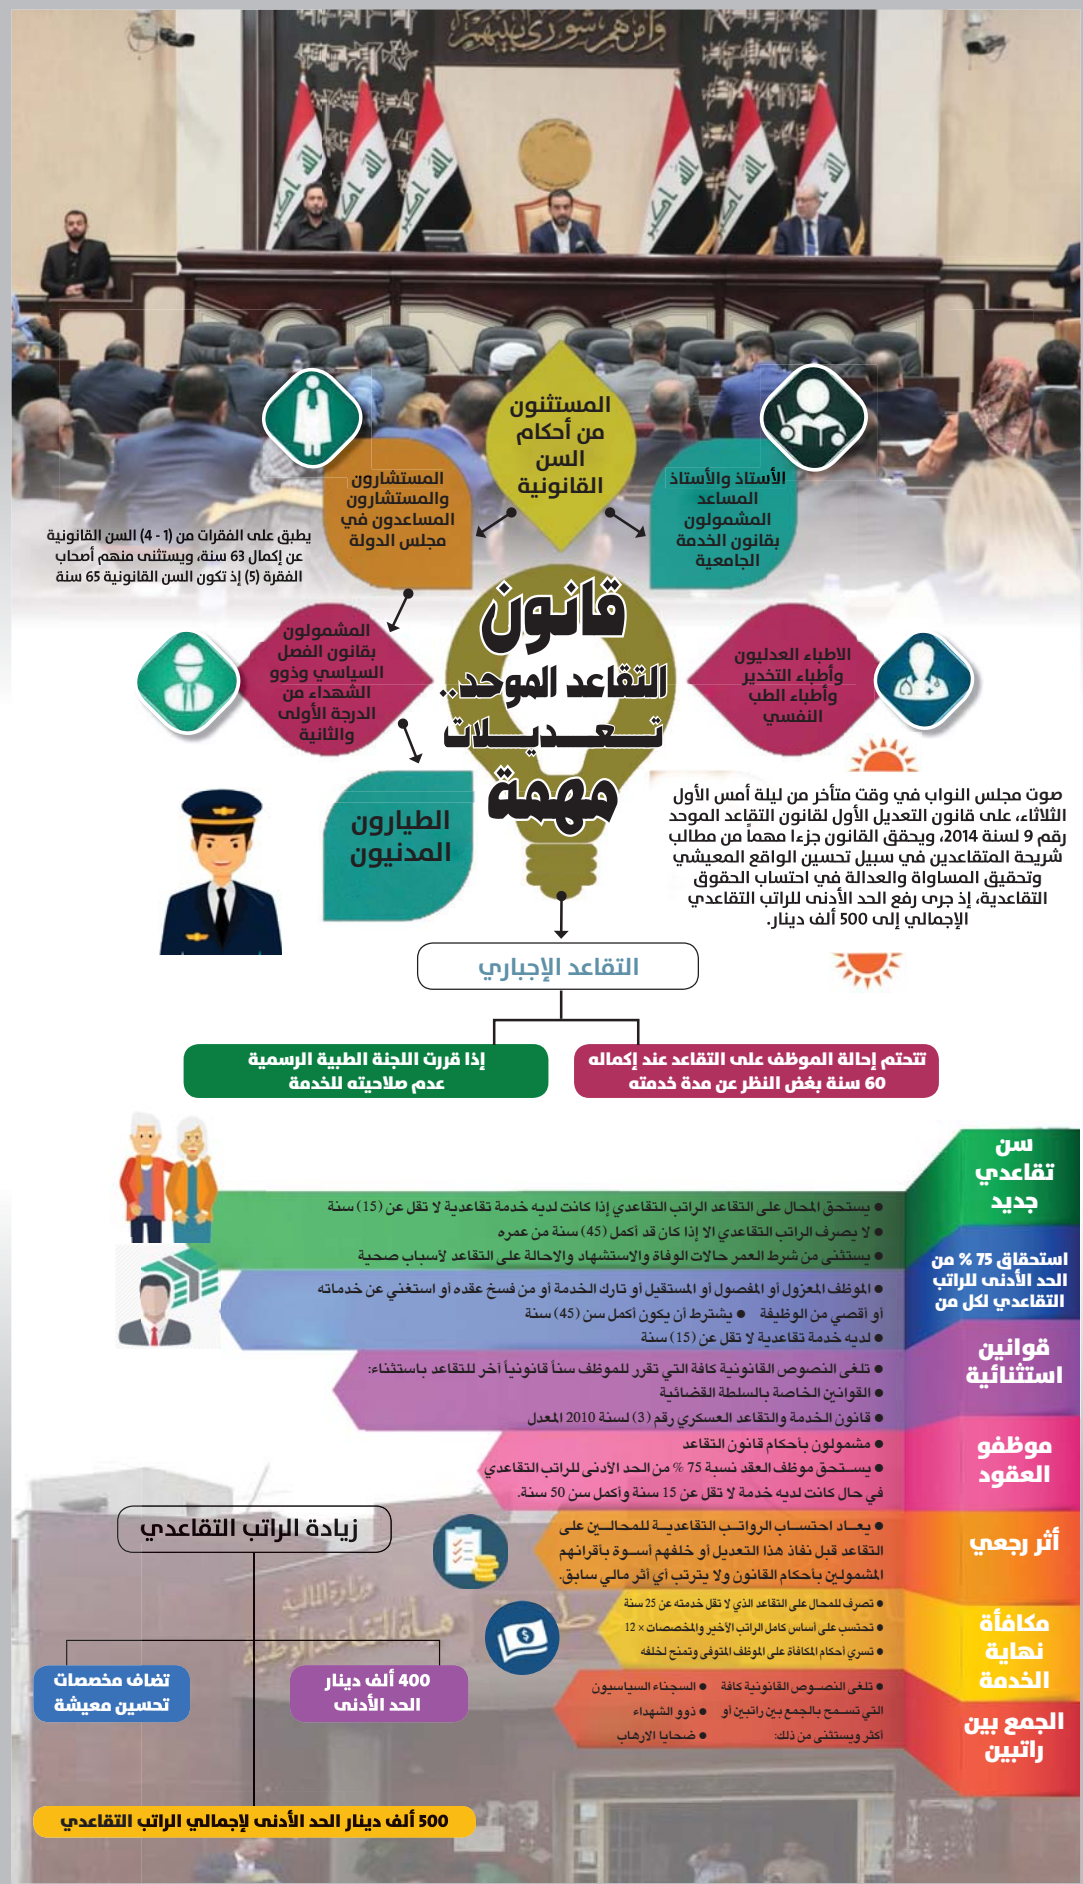 وأمرهم شورى بينهم
المستثنون
من أحكام
السن
القانونية
الأستاذ والأستاذ
المساعد
المشمولون
بقانون الخدمة
الجامعية
المستشارون
والمستشارون
المساعدون في
مجلس الدولة
يطبق على الفقرات من (1 - 4) السن القانونية
عن إكمال 63 سنة، ويستثنى منهم أصحاب
الفقرة (5) إذ تكون السن القانونية 65 سنة
قانون
التقاعد الموحد..
تعديلات
مهمة
الاطباء العدليون
وأطباء التخدير
وأطباء الطب
النفسي
المشمولون
بقانون الفصل
السياسي وذوو
الشهداء من
الدرجة الأولى
والثانية
الطيارون
المدنيون
صوت مجلس النواب في وقت متأخر من ليلة أمس الأول
الثلاثاء، على قانون التعديل الأول لقانون التقاعد الموحد
رقم 9 لسنة 2014، ويحقق القانون جزءا مهماً من مطالب
شريحة المتقاعدين في سبيل تحسين الواقع المعيشي
وتحقيق المساواة والعدالة في احتساب الحقوق
التقاعدية، إذ جرى رفع الحد الأدنى للراتب التقاعدي
الإجمالي إلى 500 ألف دينار.
التقاعد الإجباري
تتحتم إحالة الموظف على التقاعد عند إكماله
60 سنة بغض النظر عن مدة خدمته
إذا قررت اللجنة الطبية الرسمية
عدم صلاحيته للخدمة
سن
تقاعدي
جديد
● يستحق المحال على التقاعد الراتب التقاعدي إذا كانت لديه خدمة تقاعدية لا تقل عن (15) سنة
● لا يصرف الراتب التقاعدي الا إذا كان قد أكمل (45) سنة من عمره
● يستثنى من شرط العمر حالات الوفاة والاستشهاد والاحالة على التقاعد لأسباب صحية
استحقاق 75 % من
الحد الأدنى للراتب
التقاعدي لكل من
● الموظف المعزول أو المفصول أو المستقيل أو تارك الخدمة أو من فسخ عقده أو استغني عن خدماته
أو أقصي من الوظيفة ● يشترط أن يكون أكمل سن (45) سنة
● لديه خدمة تقاعدية لا تقل عن (15) سنة
قوانين
استثنائية
● تلغى النصوص القانونية كافة التي تقرر للموظف سناً قانونياً آخر للتقاعد باستثناء:
● القوانين الخاصة بالسلطة القضائية
● قانون الخدمة والتقاعد العسكري رقم (3) لسنة 2010 المعدل
موظفو
العقود
● مشمولون بأحكام قانون التقاعد
● يستحق موظف العقد نسبة 75 % من الحد الأدنى للراتب التقاعدي
في حال كانت لديه خدمة لا تقل عن 15 سنة وأكمل سن 50 سنة.
أثر رجعي
● يعاد احتساب الرواتب التقاعدية للمحالين على
التقاعد قبل نفاذ هذا التعديل أو خلفهم أسوة بأقرانهم
المشمولين بأحكام القانون ولا يترتب أي أثر مالي سابق.
مكافأة
نهاية
الخدمة
● تصرف للمحال على التقاعد الذي لا تقل خدمته عن 25 سنة
● تحتسب على أساس كامل الراتب الأخير والمخصصات × 12
● تسري أحكام المكافأة على الموظف المتوفى وتمنح لخلفه
الجمع بين
راتبين
● تلغى النصوص القانونية كافة
التي تسمح بالجمع بين راتبين أو
أكثر ويستثنى من ذلك:
● السجناء السياسيون
● ذوو الشهداء
● ضحايا الارهاب
زيادة الراتب التقاعدي
وزارة المالية
هيأة التقاعد الوطنية
400 ألف دينار
الحد الأدنى
تضاف مخصصات
تحسين معيشة
500 ألف دينار الحد الأدنى لإجمالي الراتب التقاعدي